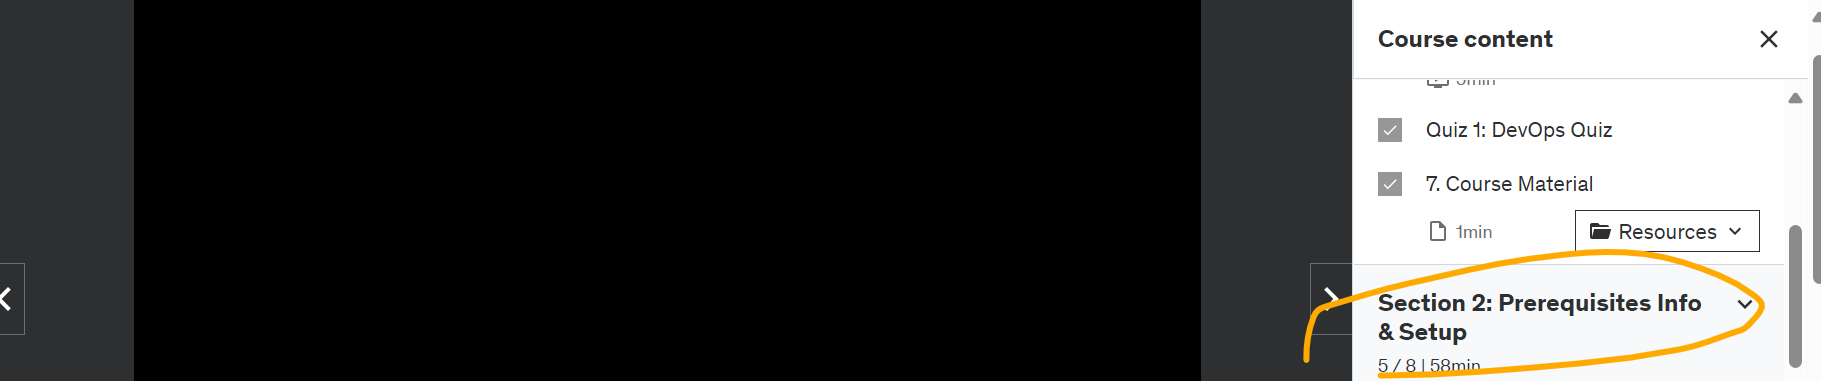 Course content
5min
Quiz 1: DevOps Quiz
7. Course Material
1min
Resources
Section 2: Prerequisites Info
& Setup
5 / 8 | 58min